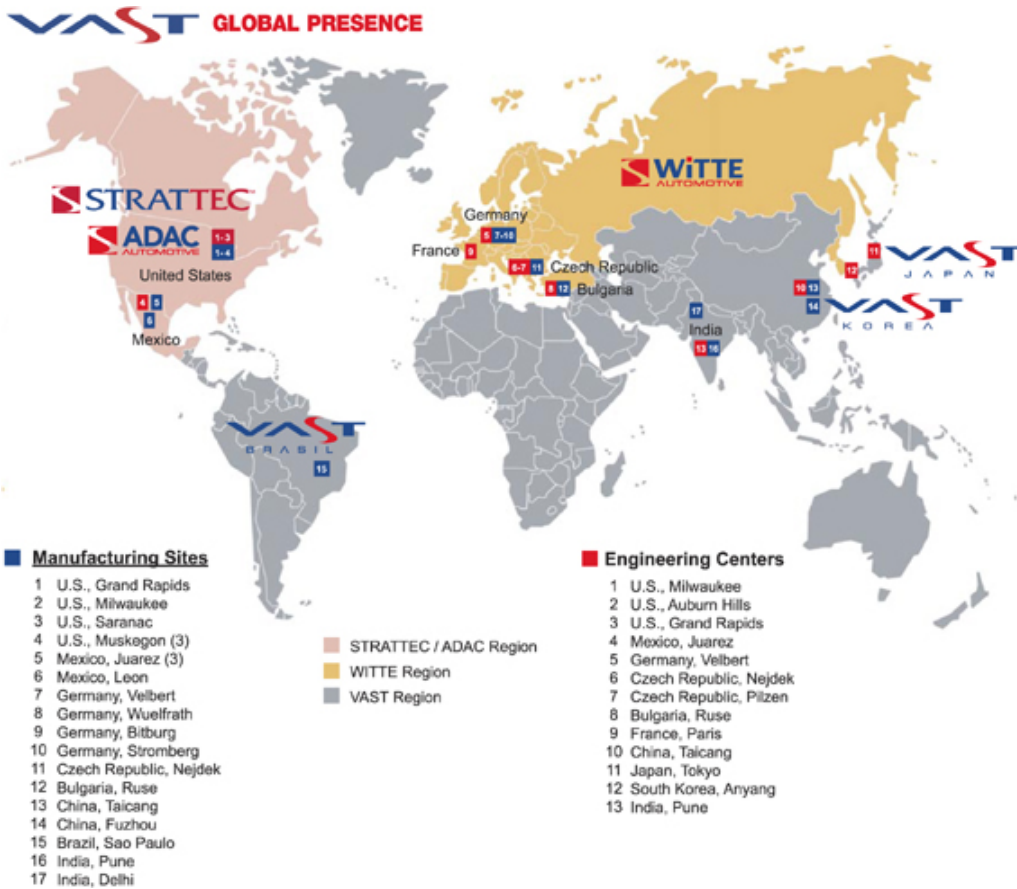 VAST GLOBAL PRESENCE
STRATTEC
ADAC
AUTOMOTIVE
1-3
1-4
United States
4 5
6
Mexico
WiTTE
AUTOMOTIVE
Germany
5 7-10
France 9
6-7 11 Czech Republic
8 12 Bulgaria
11 VAST
JAPAN
12
10 13
14 VAST
KOREA
17
India
13 16
VAST
BRASIL
15
Manufacturing Sites
1 U.S., Grand Rapids
2 U.S., Milwaukee
3 U.S., Saranac
4 U.S., Muskegon (3)
5 Mexico, Juarez (3)
6 Mexico, Leon
7 Germany, Velbert
8 Germany, Wuelfrath
9 Germany, Bitburg
10 Germany, Stromberg
11 Czech Republic, Nejdek
12 Bulgaria, Ruse
13 China, Taicang
14 China, Fuzhou
15 Brazil, Sao Paulo
16 India, Pune
17 India, Delhi
STRATTEC / ADAC Region
WITTE Region
VAST Region
Engineering Centers
1 U.S., Milwaukee
2 U.S., Auburn Hills
3 U.S., Grand Rapids
4 Mexico, Juarez
5 Germany, Velbert
6 Czech Republic, Nejdek
7 Czech Republic, Pilzen
8 Bulgaria, Ruse
9 France, Paris
10 China, Taicang
11 Japan, Tokyo
12 South Korea, Anyang
13 India, Pune